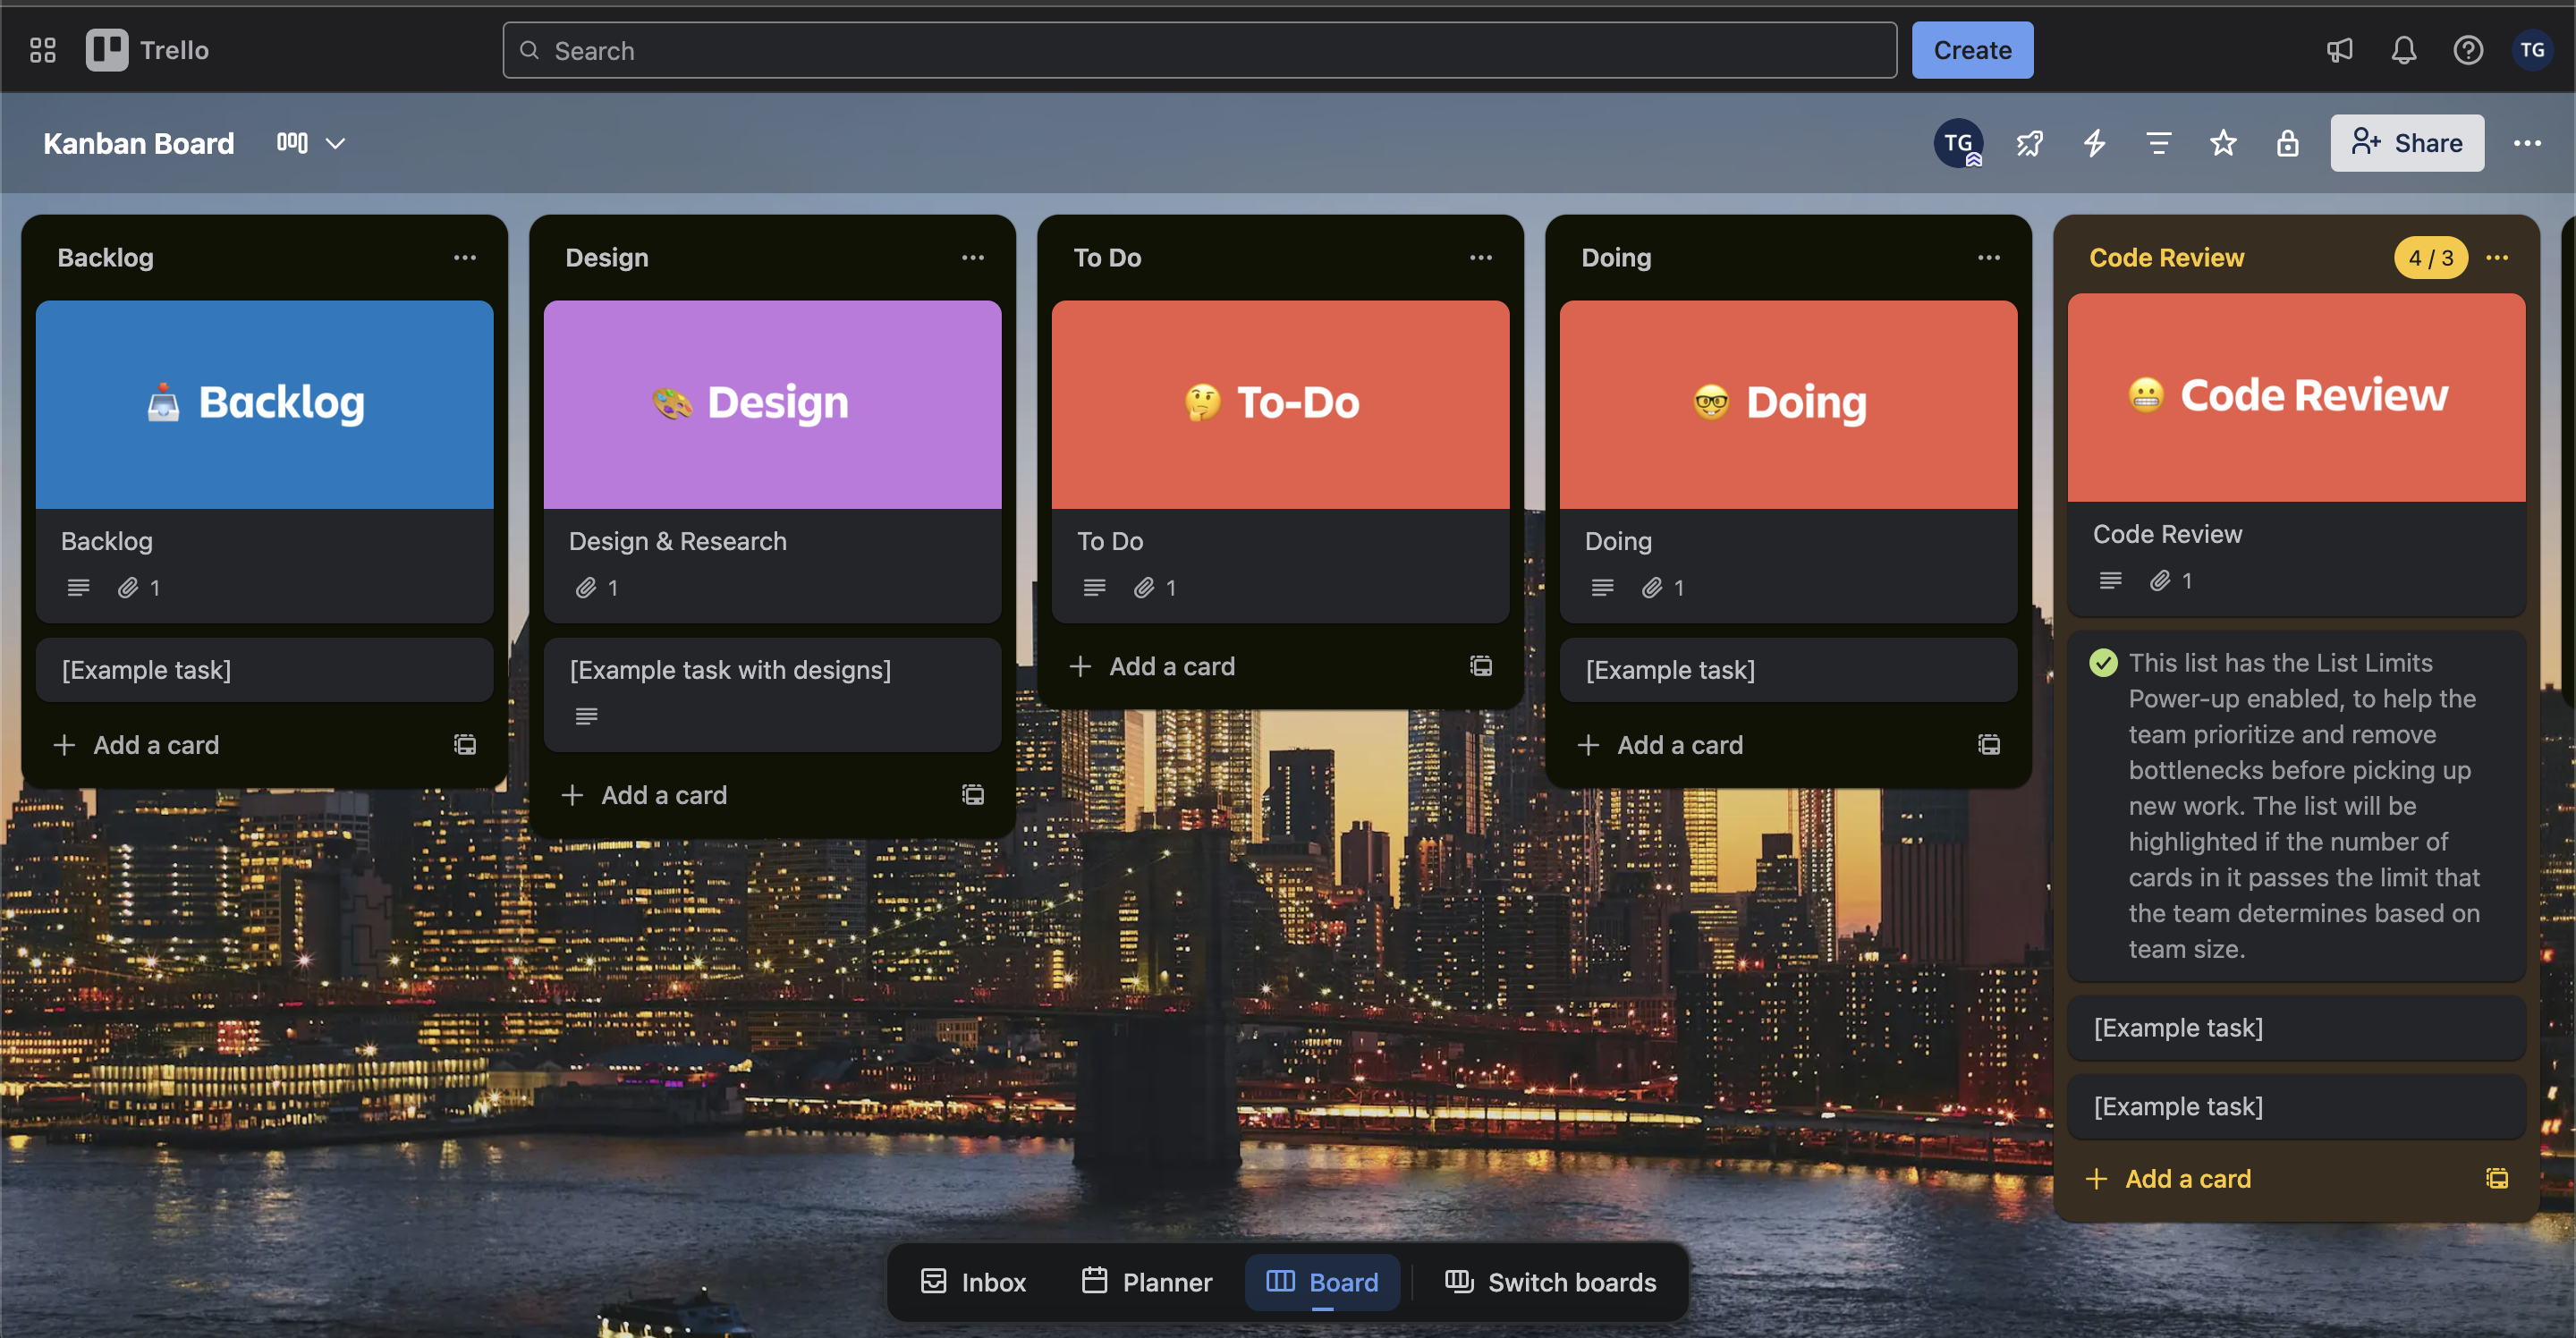 Trello
Search
Create
TG
Kanban Board
TG
Share
Backlog
Backlog
Backlog
1
[Example task]
Add a card
Design
Design
Design & Research
1
[Example task with designs]
Add a card
To Do
To-Do
To Do
1
Add a card
Doing
Doing
Doing
1
[Example task]
Add a card
Code Review
4 / 3
Code Review
Code Review
1
This list has the List Limits
Power-up enabled, to help the
team prioritize and remove
bottlenecks before picking up
new work. The list will be
highlighted if the number of
cards in it passes the limit that
the team determines based on
team size.
[Example task]
[Example task]
Add a card
Inbox
Planner
Board
Switch boards